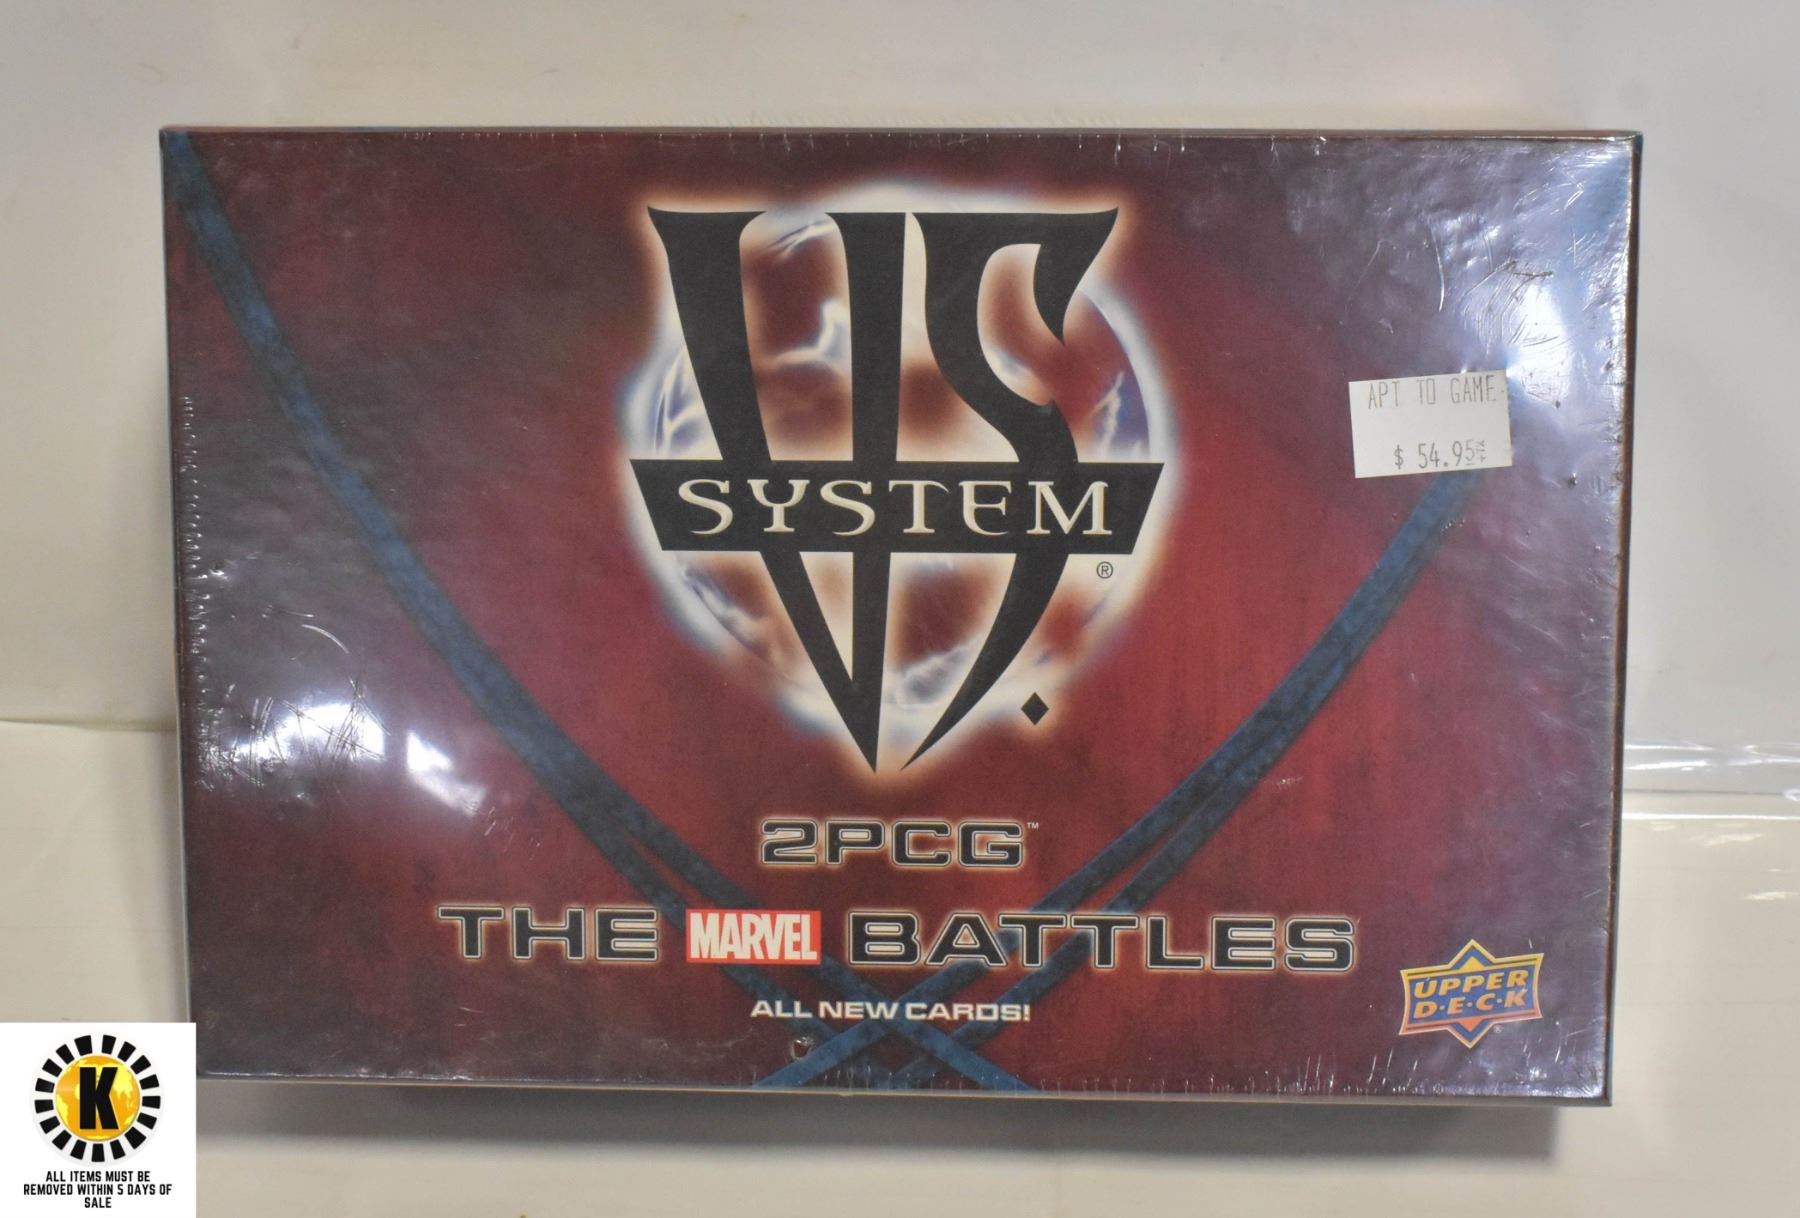 VS
SYSTEM®
APT TO GAME
$ 54.95
2PCG™
THE MARVEL BATTLES
ALL NEW CARDS!
UPPER
D·E·C·K®
K
ALL ITEMS MUST BE
REMOVED WITHIN 5 DAYS OF
SALE